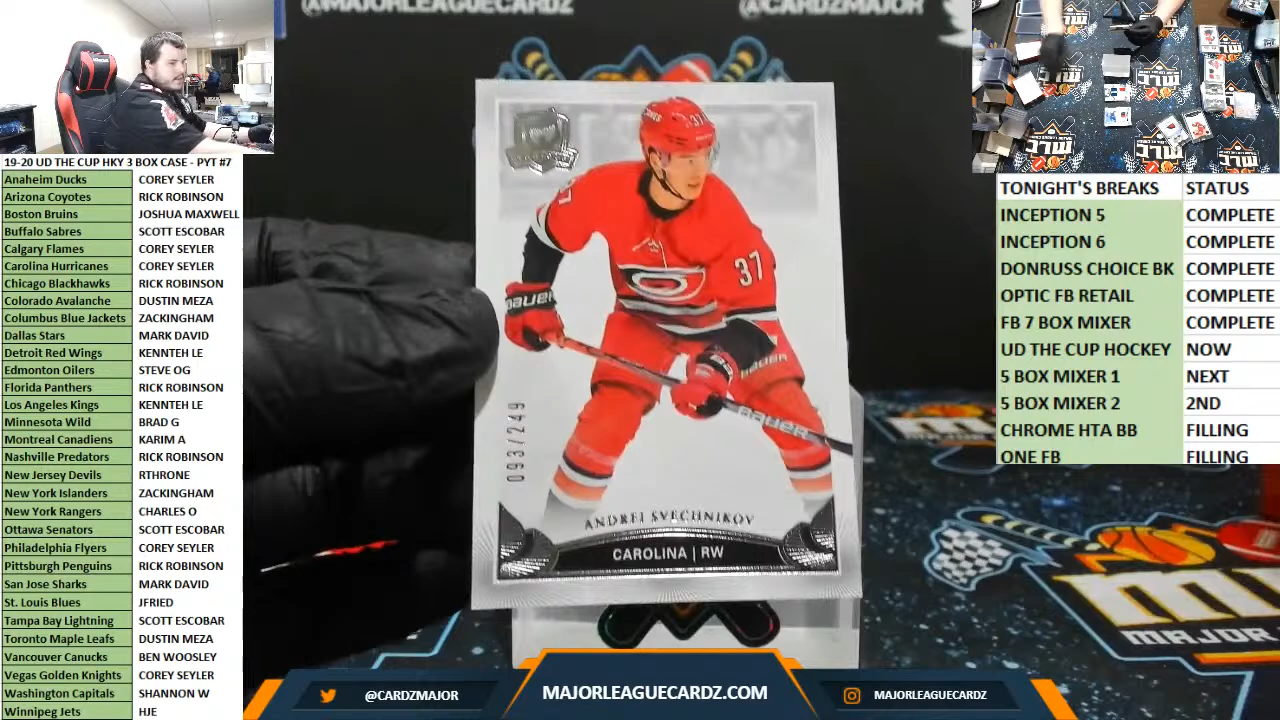 @MAJORLEAGUECARDZ
@CARDZMAJOR
19-20 UD THE CUP HKY 3 BOX CASE - PYT #7
Anaheim Ducks COREY SEYLER
Arizona Coyotes RICK ROBINSON
Boston Bruins JOSHUA MAXWELL
Buffalo Sabres SCOTT ESCOBAR
Calgary Flames COREY SEYLER
Carolina Hurricanes COREY SEYLER
Chicago Blackhawks RICK ROBINSON
Colorado Avalanche DUSTIN MEZA
Columbus Blue Jackets ZACKINGHAM
Dallas Stars MARK DAVID
Detroit Red Wings KENNTEH LE
Edmonton Oilers STEVE OG
Florida Panthers RICK ROBINSON
Los Angeles Kings KENNTEH LE
Minnesota Wild BRAD G
Montreal Canadiens KARIM A
Nashville Predators RICK ROBINSON
New Jersey Devils RTHRONE
New York Islanders ZACKINGHAM
New York Rangers CHARLES O
Ottawa Senators SCOTT ESCOBAR
Philadelphia Flyers COREY SEYLER
Pittsburgh Penguins RICK ROBINSON
San Jose Sharks MARK DAVID
St. Louis Blues JFRIED
Tampa Bay Lightning SCOTT ESCOBAR
Toronto Maple Leafs DUSTIN MEZA
Vancouver Canucks BEN WOOSLEY
Vegas Golden Knights COREY SEYLER
Washington Capitals SHANNON W
Winnipeg Jets HJE
37
37
37
BAUER
BAUER
BAUER
093/249
ANDREI SVECHNIKOV
CAROLINA | RW
TONIGHT'S BREAKS STATUS
INCEPTION 5 COMPLETE
INCEPTION 6 COMPLETE
DONRUSS CHOICE BK COMPLETE
OPTIC FB RETAIL COMPLETE
FB 7 BOX MIXER COMPLETE
UD THE CUP HOCKEY NOW
5 BOX MIXER 1 NEXT
5 BOX MIXER 2 2ND
CHROME HTA BB FILLING
ONE FB FILLING
MAJOR
@CARDZMAJOR
MAJORLEAGUECARDZ.COM
MAJORLEAGUECARDZ